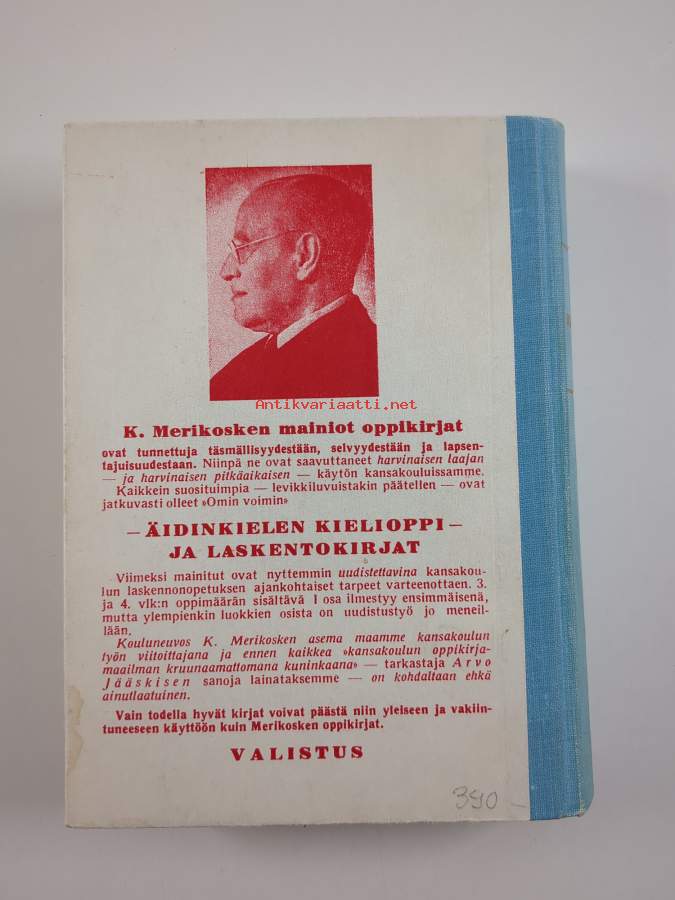 Antikvariaatti.net
K. Merikosken mainiot oppikirjat
ovat tunnettuja täsmällisyydestään, selvyydestään ja lapsen-
tajuisuudestaan. Niinpä ne ovat saavuttaneet harvinaisen laajan
— ja harvinaisen pitkäaikaisen — käytön kansakouluissamme.
Kaikkein suosituimpia — levikkiluvuistakin päätellen — ovat
jatkuvasti olleet »Omin voimin»
— ÄIDINKIELEN KIELIOPPI —
JA LASKENTOKIRJAT
Viimeksi mainitut ovat nyttemmin uudistettavina kansakou-
lun laskennonopetuksen ajankohtaiset tarpeet varteenottaen. 3.
ja 4. vlk:n oppimäärän sisältävä I osa ilmestyy ensimmäisenä,
mutta ylempienkin luokkien osista on uudistustyö jo meneil-
lään.
Kouluneuvos K. Merikosken asema maamme kansakoulun
työn viitoittajana ja ennen kaikkea »kansakoulun oppikirja-
maailman kruunaamattomana kuninkaana» — tarkastaja Arvo
Jääskisen sanoja lainataksemme — on kohdaltaan ehkä
ainutlaatuinen.
Vain todella hyvät kirjat voivat päästä niin yleiseen ja vakiin-
tuneeseen käyttöön kuin Merikosken oppikirjat.
VALISTUS
390 –